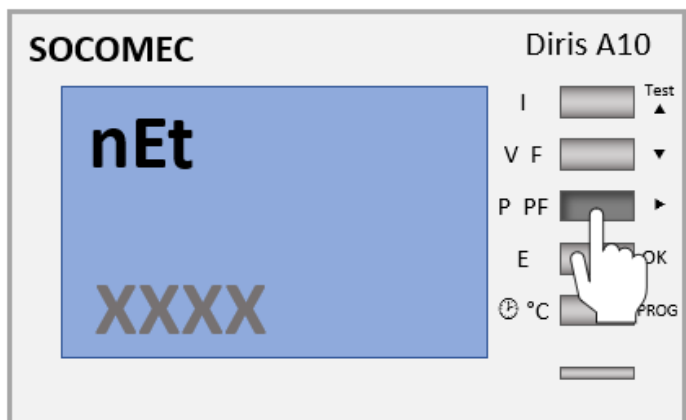 SOCOMEC
Diris A10
nEt
XXXX
I
Test
▲
V F
▼
P PF
►
E
OK
°C
PROG